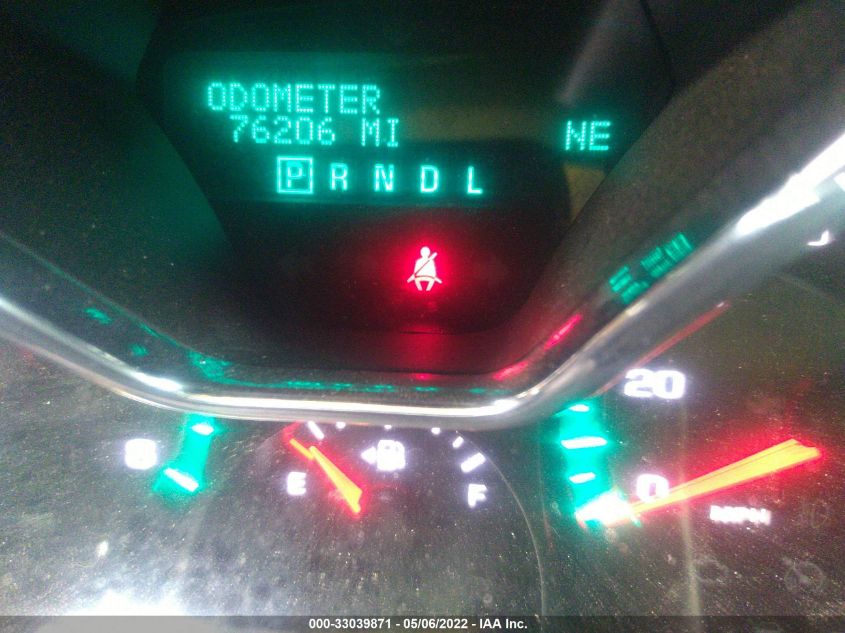 ODOMETER
76206 MI
NE
P R N D L
20
0
MPH
E
F
000-33039871 - 05/06/2022 - IAA Inc.